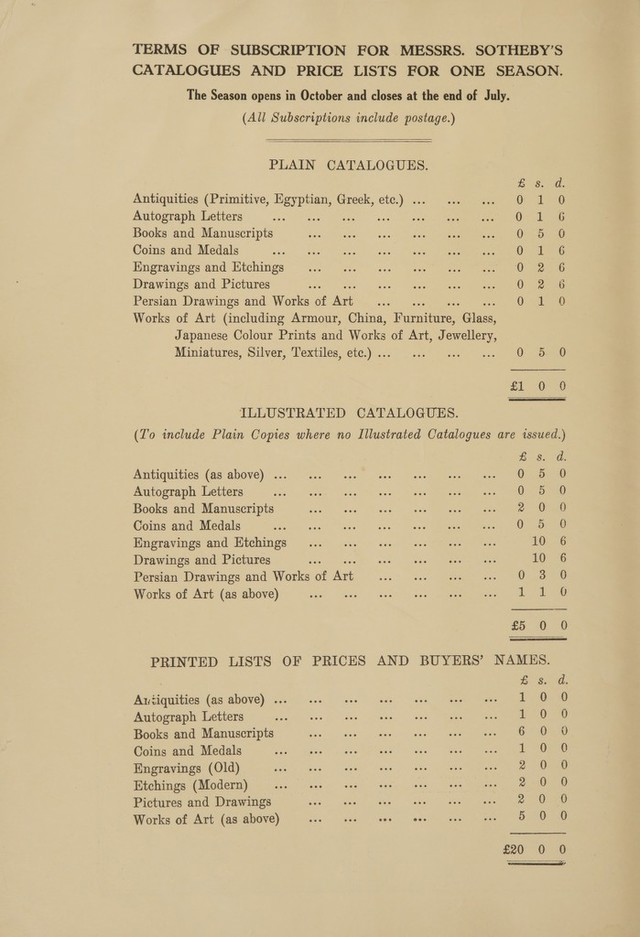 TERMS OF SUBSCRIPTION FOR MESSRS. SOTHEBY'S
CATALOGUES AND PRICE LISTS FOR ONE SEASON.
The Season opens in October and closes at the end of July.
(All Subscriptions include postage.)
PLAIN CATALOGUES.
£ s. d.
Antiquities (Primitive, Egyptian, Greek, etc.) ... ... ... 0 1 0
Autograph Letters ... ... ... ... ... ... ... 0 1 6
Books and Manuscripts ... ... ... ... ... ... 0 5 0
Coins and Medals ... ... ... ... ... ... ... 0 1 6
Engravings and Etchings ... ... ... ... ... ... 0 2 6
Drawings and Pictures ... ... ... ... ... ... 0 2 6
Persian Drawings and Works of Art ... ... ... ... 0 1 0
Works of Art (including Armour, China, Furniture, Glass,
Japanese Colour Prints and Works of Art, Jewellery,
Miniatures, Silver, Textiles, etc.) ... ... ... ... 0 5 0
£1 0 0
ILLUSTRATED CATALOGUES.
(To include Plain Copies where no Illustrated Catalogues are issued.)
£ s. d.
Antiquities (as above) ... ... ... ... ... ... ... 0 5 0
Autograph Letters ... ... ... ... ... ... ... 0 5 0
Books and Manuscripts ... ... ... ... ... ... 2 0 0
Coins and Medals ... ... ... ... ... ... ... 0 5 0
Engravings and Etchings ... ... ... ... ... ... 10 6
Drawings and Pictures ... ... ... ... ... ... 10 6
Persian Drawings and Works of Art ... ... ... ... 0 3 0
Works of Art (as above) ... ... ... ... ... ... 1 1 0
£5 0 0
PRINTED LISTS OF PRICES AND BUYERS' NAMES.
£ s. d.
Antiquities (as above) ... ... ... ... ... ... ... 1 0 0
Autograph Letters ... ... ... ... ... ... ... 1 0 0
Books and Manuscripts ... ... ... ... ... ... 6 0 0
Coins and Medals ... ... ... ... ... ... ... 1 0 0
Engravings (Old) ... ... ... ... ... ... ... 2 0 0
Etchings (Modern) ... ... ... ... ... ... ... 2 0 0
Pictures and Drawings ... ... ... ... ... ... 2 0 0
Works of Art (as above) ... ... ... ... ... ... 5 0 0
£20 0 0